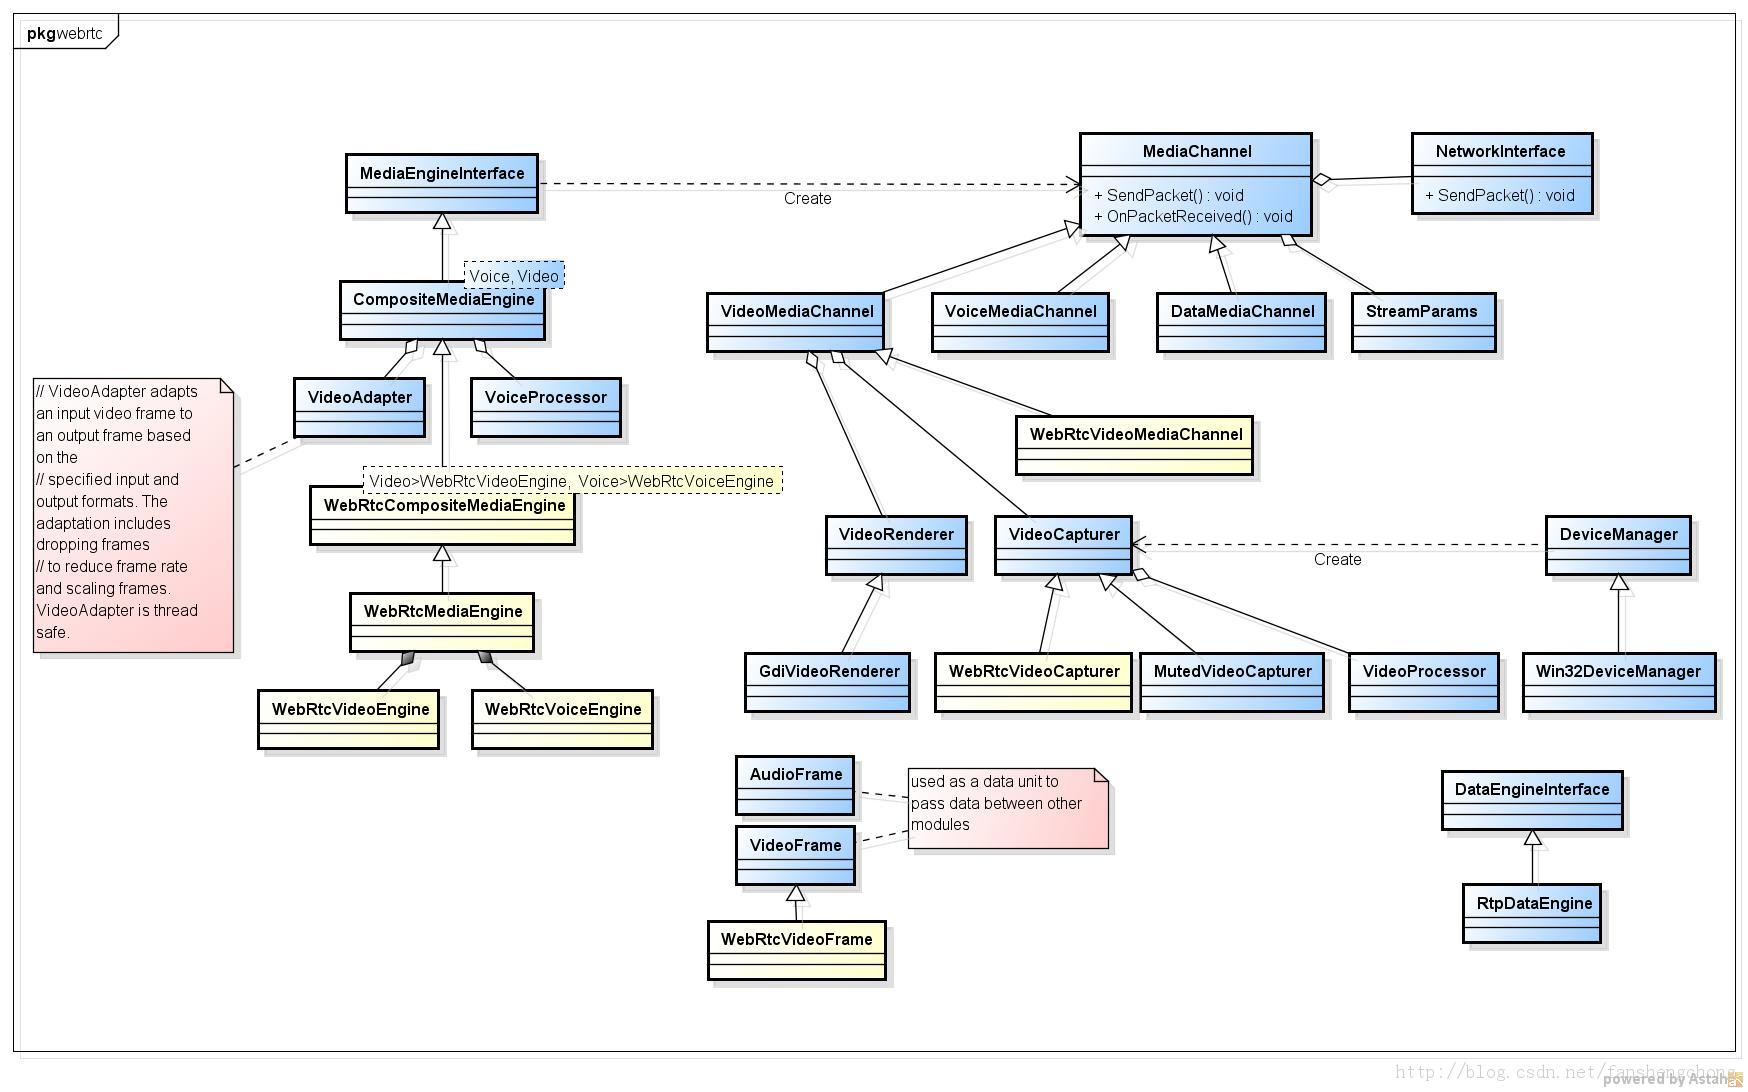 pkg webrtc
MediaEngineInterface
Create
MediaChannel
+ SendPacket() : void
+ OnPacketReceived() : void
NetworkInterface
+ SendPacket() : void
Voice, Video
CompositeMediaEngine
VideoMediaChannel
VoiceMediaChannel
DataMediaChannel
StreamParams
// VideoAdapter adapts
an input video frame to
an output frame based
on the
// specified input and
output formats. The
adaptation includes
dropping frames
// to reduce frame rate
and scaling frames.
VideoAdapter is thread
safe.
VideoAdapter
VoiceProcessor
WebRtcVideoMediaChannel
Video>WebRtcVideoEngine, Voice>WebRtcVoiceEngine
WebRtcCompositeMediaEngine
VideoRenderer
VideoCapturer
Create
DeviceManager
WebRtcMediaEngine
GdiVideoRenderer
WebRtcVideoCapturer
MutedVideoCapturer
VideoProcessor
Win32DeviceManager
WebRtcVideoEngine
WebRtcVoiceEngine
AudioFrame
used as a data unit to
pass data between other
modules
VideoFrame
DataEngineInterface
WebRtcVideoFrame
RtpDataEngine
http://blog.csdn.net/fanshengchong
powered by Astah